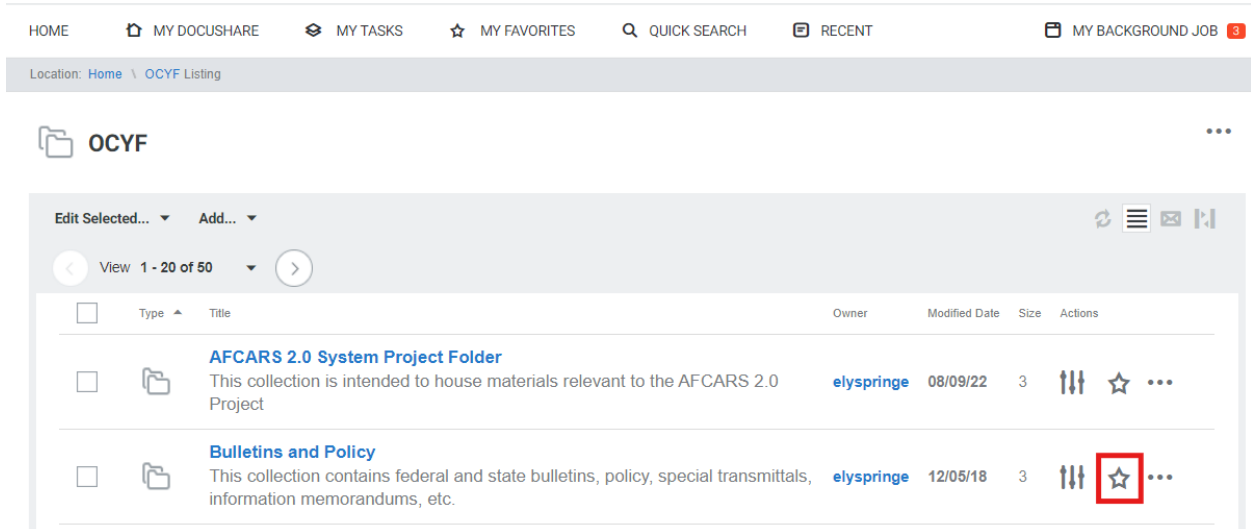 HOME MY DOCUSHARE MY TASKS MY FAVORITES QUICK SEARCH RECENT MY BACKGROUND JOB 3
Location: Home \ OCYF Listing
OCYF
Edit Selected... Add...
View 1 - 20 of 50
Type Title Owner Modified Date Size Actions
AFCARS 2.0 System Project Folder
This collection is intended to house materials relevant to the AFCARS 2.0 elyspringe 08/09/22 3
Project
Bulletins and Policy
This collection contains federal and state bulletins, policy, special transmittals, elyspringe 12/05/18 3
information memorandums, etc.